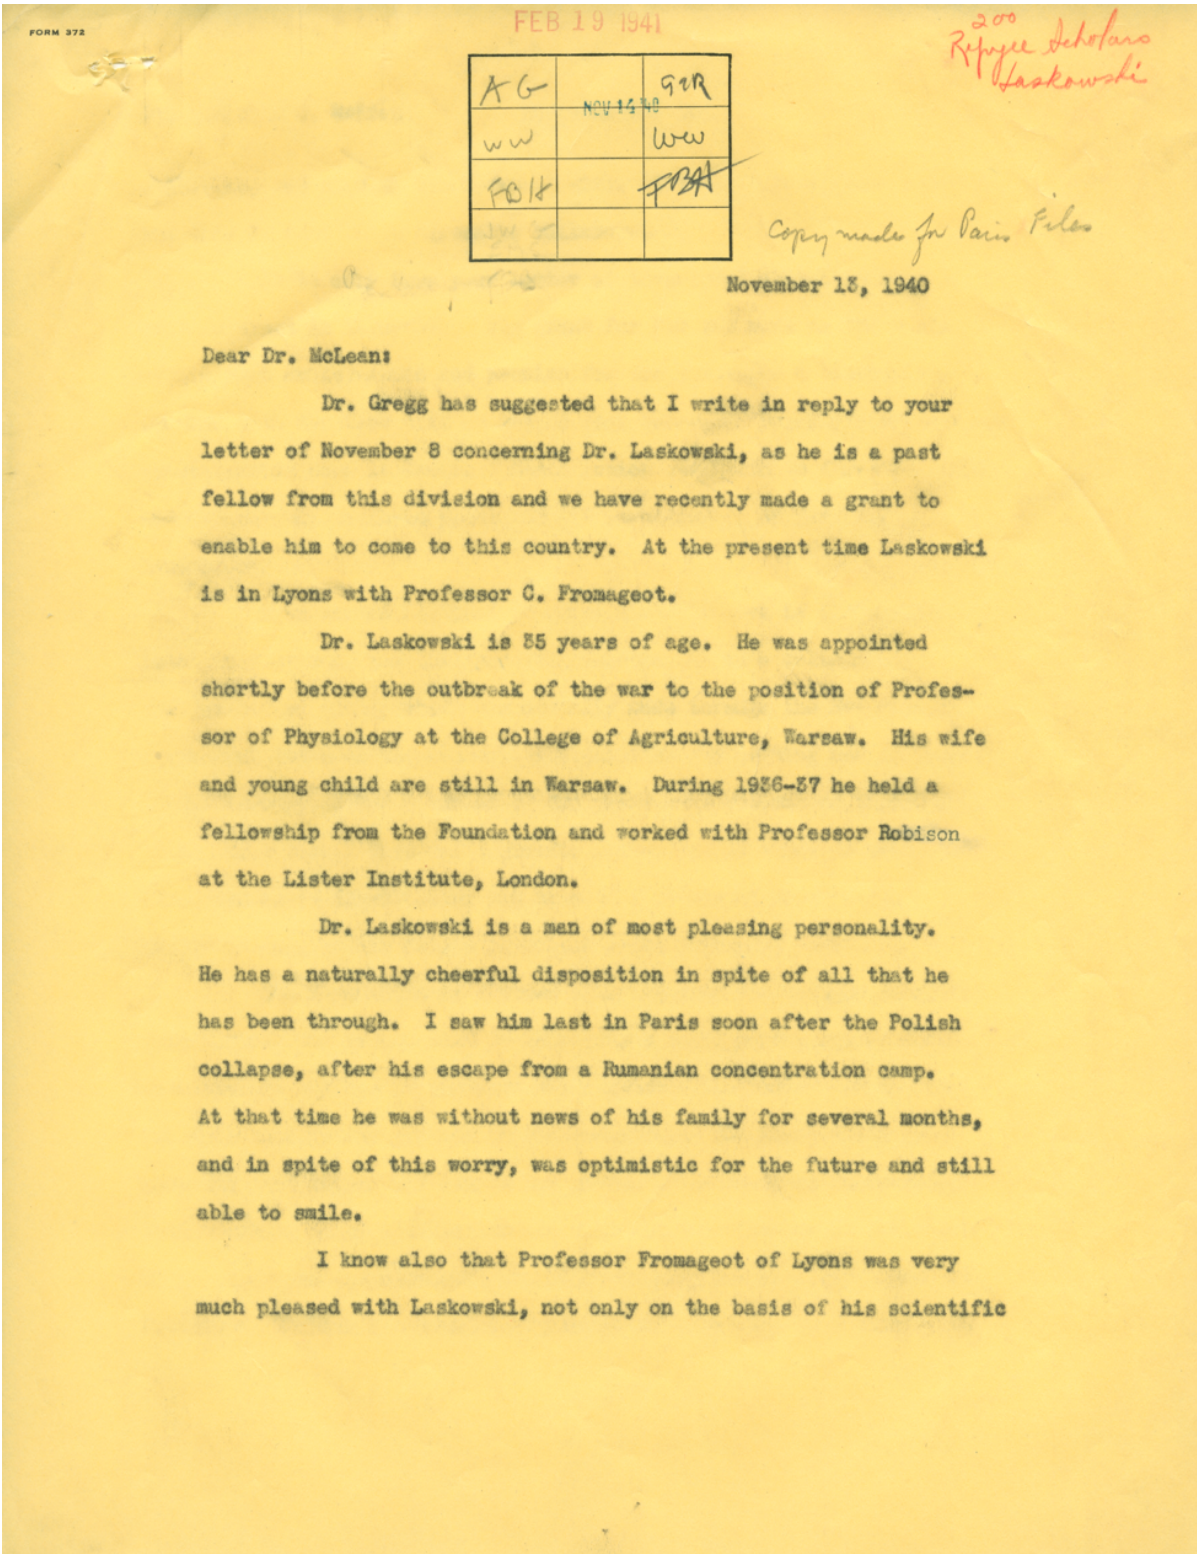 FORM 372
FEB 19 1941
200
Refugee Scholars
Laskowski
AG
NOV 15 '40
WW
WW
FBH
FBH
Copy made for Paris Files
November 13, 1940
Dear Dr. McLean:
Dr. Gregg has suggested that I write in reply to your
letter of November 8 concerning Dr. Laskowski, as he is a past
fellow from this division and we have recently made a grant to
enable him to come to this country. At the present time Laskowski
is in Lyons with Professor C. Fromageot.
Dr. Laskowski is 35 years of age. He was appointed
shortly before the outbreak of the war to the position of Profes-
sor of Physiology at the College of Agriculture, Warsaw. His wife
and young child are still in Warsaw. During 1936-37 he held a
fellowship from the Foundation and worked with Professor Robison
at the Lister Institute, London.
Dr. Laskowski is a man of most pleasing personality.
He has a naturally cheerful disposition in spite of all that he
has been through. I saw him last in Paris soon after the Polish
collapse, after his escape from a Rumanian concentration camp.
At that time he was without news of his family for several months,
and in spite of this worry, was optimistic for the future and still
able to smile.
I know also that Professor Fromageot of Lyons was very
much pleased with Laskowski, not only on the basis of his scientific